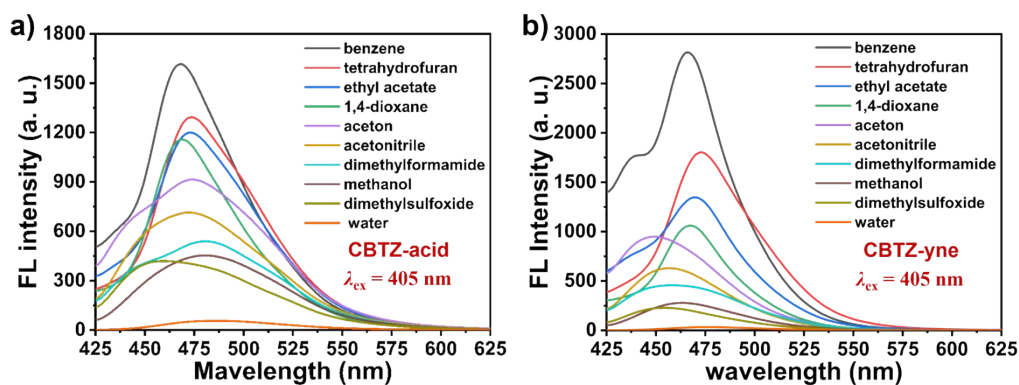 a)
FL intensity (a. u.)
1800
1500
1200
900
600
300
0
benzene
tetrahydrofuran
ethyl acetate
1,4-dioxane
aceton
acetonitrile
dimethylformamide
methanol
dimethylsulfoxide
water
CBTZ-acid
λex = 405 nm
425 450 475 500 525 550 575 600 625
Mavelength (nm)
b)
FL Intensity (a. u.)
3000
2500
2000
1500
1000
500
0
benzene
tetrahydrofuran
ethyl acetate
1,4-dioxane
aceton
acetonitrile
dimethylformamide
methanol
dimethylsulfoxide
water
CBTZ-yne
λex = 405 nm
425 450 475 500 525 550 575 600 625
wavelength (nm)